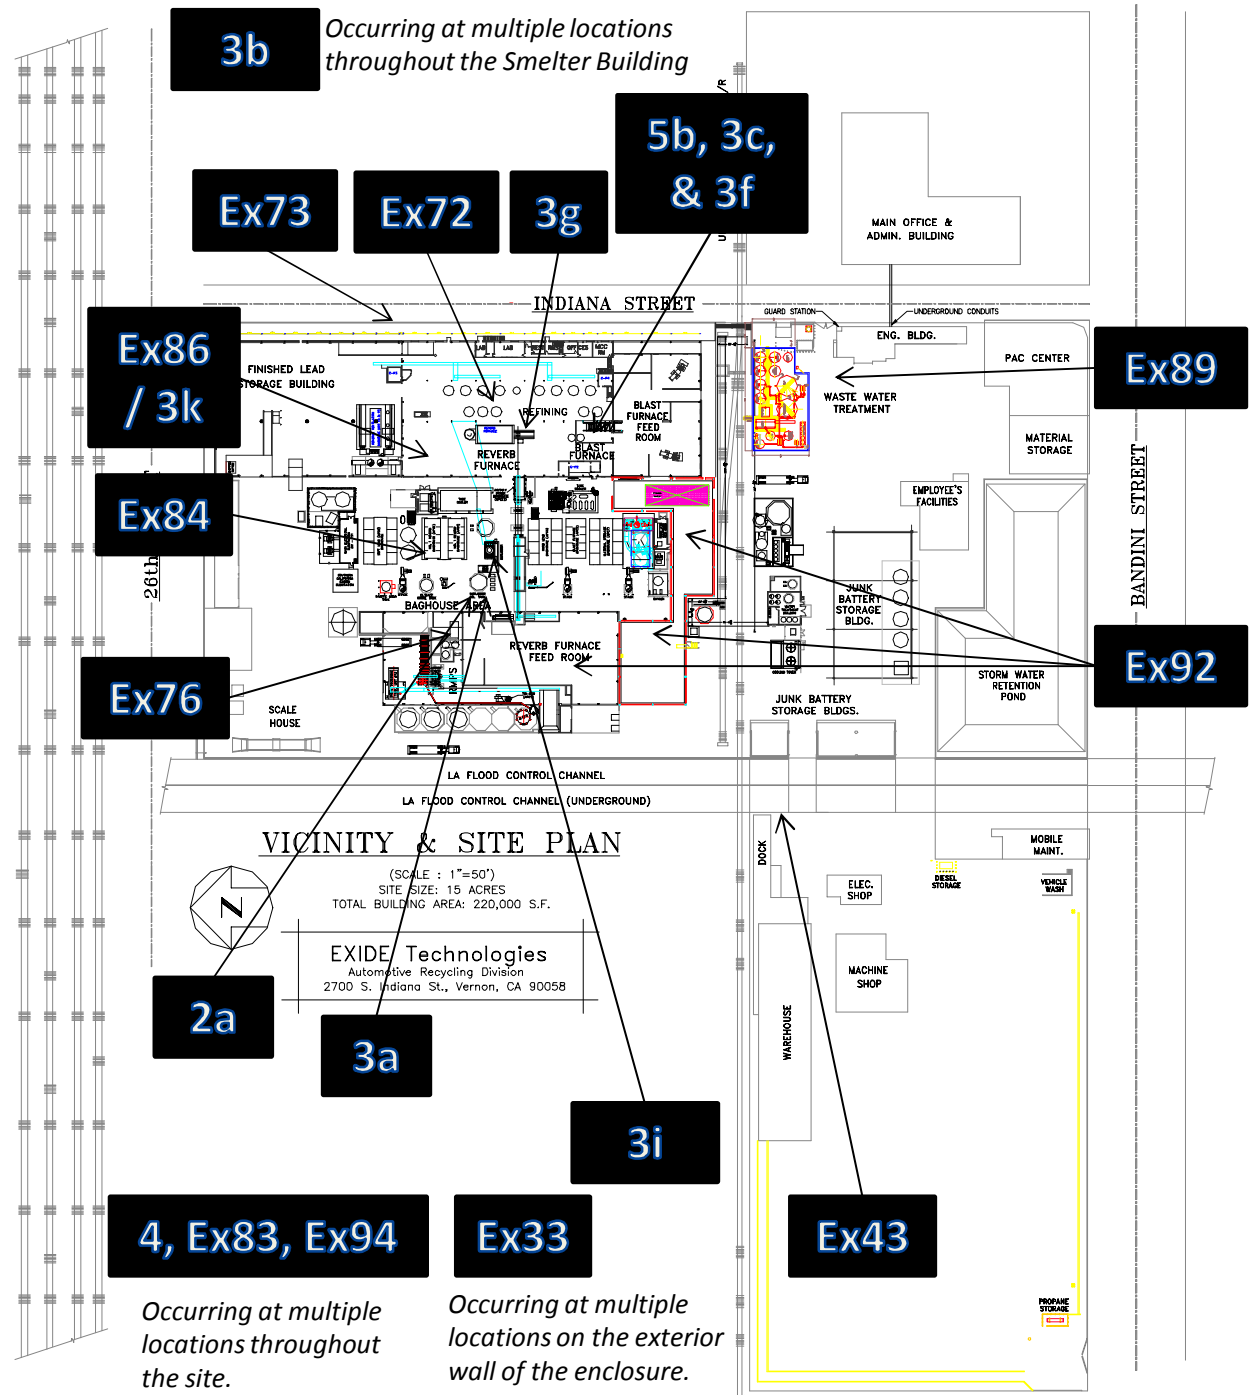 3b
Occurring at multiple locations
throughout the Smelter Building
5b, 3c,
& 3f
Ex73
Ex72
3g
MAIN OFFICE &
ADMIN. BUILDING
INDIANA STREET
GUARD STATION
UNDERGROUND CONDUITS
ENG. BLDG.
Ex86
/ 3k
FINISHED LEAD
STORAGE BUILDING
LAB
OFFICES
MCC
RM
PAC CENTER
Ex89
WASTE WATER
TREATMENT
REFINING
BLAST
FURNACE
FEED
ROOM
REVERB
FURNACE
BLAST
FURNACE
MATERIAL
STORAGE
BANDINI STREET
26th
Ex84
EMPLOYEE'S
FACILITIES
JUNK
BATTERY
STORAGE
BLDG.
BAGHOUSE AREA
REVERB FURNACE
FEED ROOM
RMPS
Ex76
Ex92
STORM WATER
RETENTION
POND
SCALE
HOUSE
JUNK BATTERY
STORAGE BLDGS.
LA FLOOD CONTROL CHANNEL
LA FLOOD CONTROL CHANNEL (UNDERGROUND)
VICINITY & SITE PLAN
(SCALE : 1"=50')
SITE SIZE: 15 ACRES
TOTAL BUILDING AREA: 220,000 S.F.
Z
EXIDE Technologies
Automotive Recycling Division
2700 S. Indiana St., Vernon, CA 90058
DOCK
MOBILE
MAINT.
ELEC.
SHOP
DIESEL
STORAGE
VEHICLE
WASH
MACHINE
SHOP
WAREHOUSE
2a
3a
3i
4, Ex83, Ex94
Occurring at multiple
locations throughout
the site.
Ex33
Occurring at multiple
locations on the exterior
wall of the enclosure.
Ex43
PROPANE
STORAGE